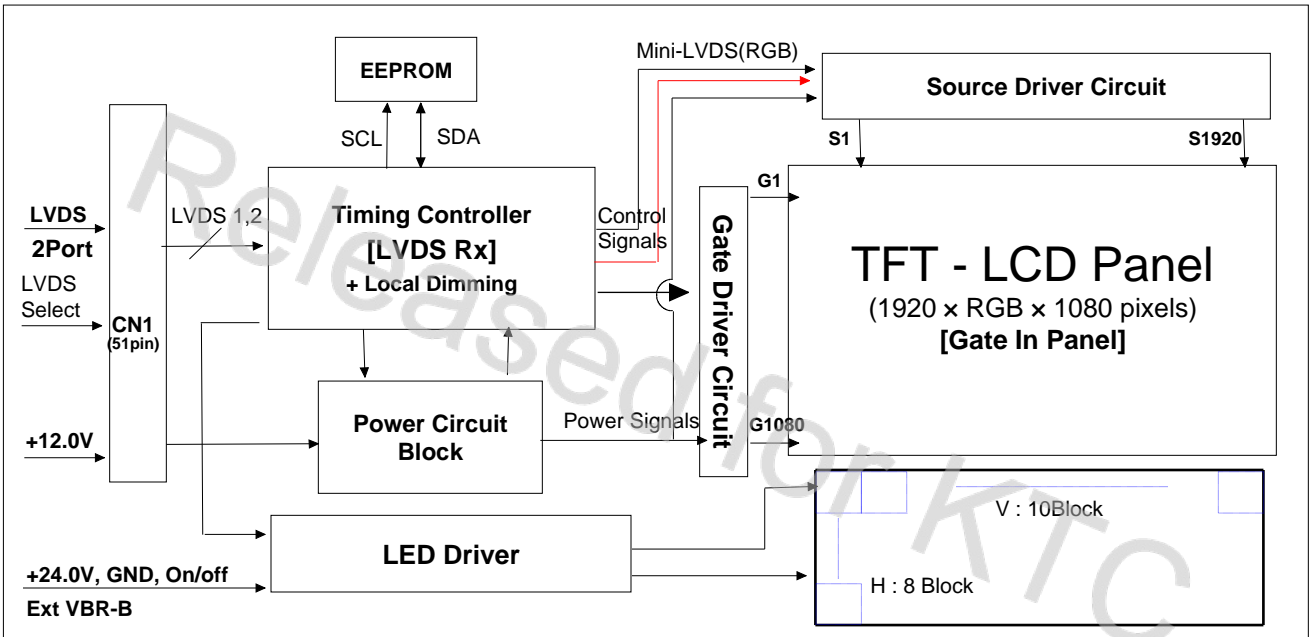 Mini-LVDS(RGB)
EEPROM
Source Driver Circuit
SCL
SDA
S1
S1920
LVDS
2Port
LVDS
Select
CN1
(51pin)
LVDS 1,2
Timing Controller
[LVDS Rx]
+ Local Dimming
Control
Signals
G1
Gate Driver Circuit
TFT - LCD Panel
(1920 × RGB × 1080 pixels)
[Gate In Panel]
+12.0V
Power Circuit
Block
Power Signals
G1080
V : 10Block
LED Driver
H : 8 Block
+24.0V, GND, On/off
Ext VBR-B
Released for KTC